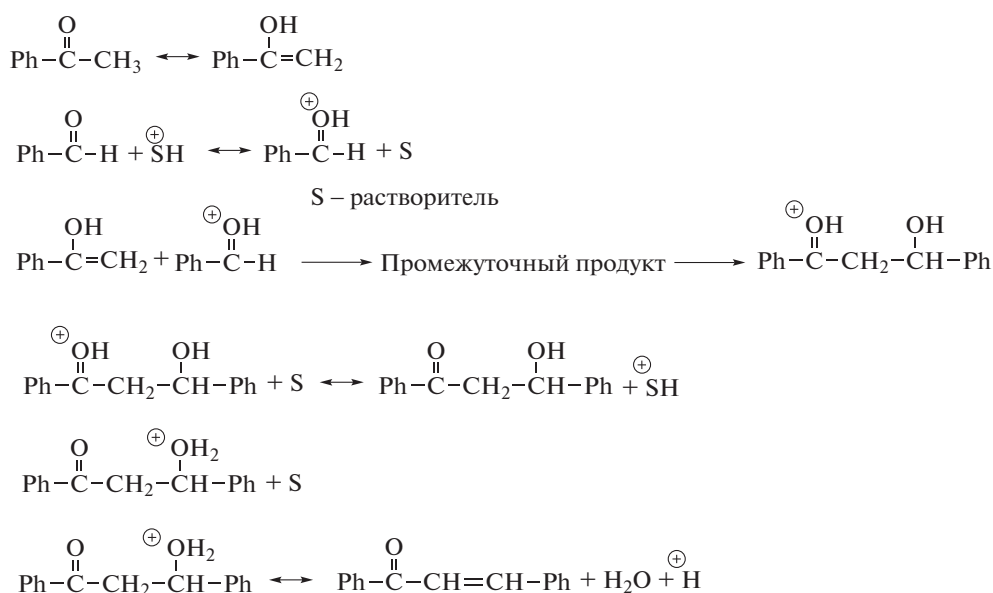 O OH
Ph–C–CH₃ ↔ Ph–C=CH₂
O ⊕OH
Ph–C–H + ⊕SH ↔ Ph–C–H + S
S – растворитель
OH ⊕OH ⊕OH OH
Ph–C=CH₂ + Ph–C–H → Промежуточный продукт → Ph–C–CH₂–CH–Ph
⊕OH OH O OH
Ph–C–CH₂–CH–Ph + S ↔ Ph–C–CH₂–CH–Ph + ⊕SH
O ⊕OH₂
Ph–C–CH₂–CH–Ph + S
O ⊕OH₂ O
Ph–C–CH₂–CH–Ph ↔ Ph–C–CH=CH–Ph + H₂O + ⊕H